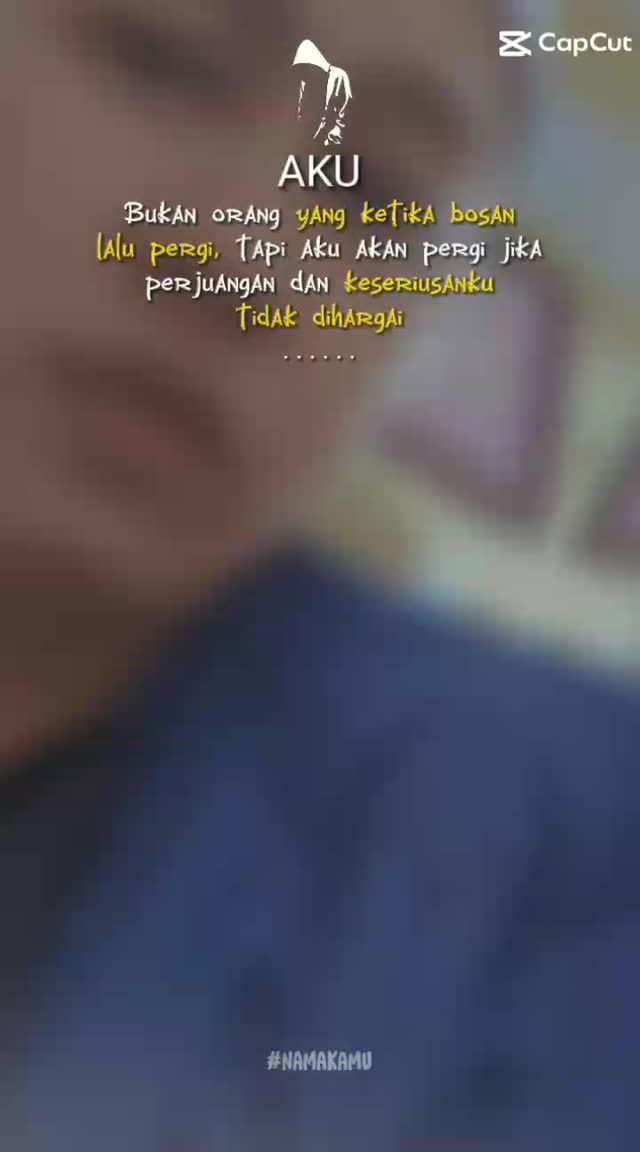 CapCut
AKU
Bukan orang yang ketika bosan
lalu pergi, tapi aku akan pergi jika
perjuangan dan keseriusanku
tidak dihargai
......
#NAMAKAMU